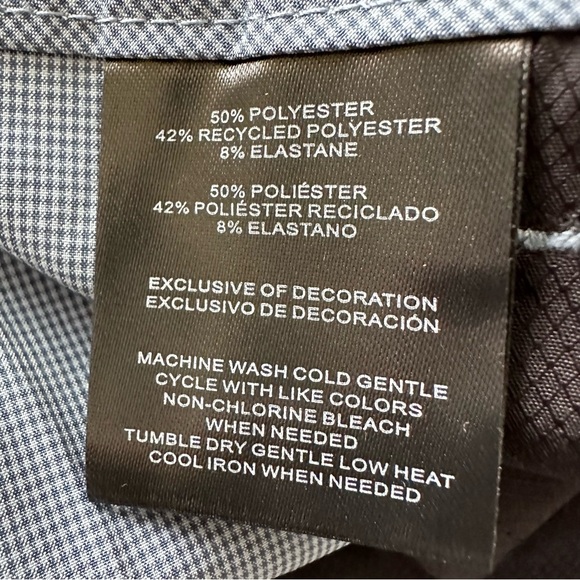 50% POLYESTER
42% RECYCLED POLYESTER
8% ELASTANE
50% POLIÉSTER
42% POLIÉSTER RECICLADO
8% ELASTANO
EXCLUSIVE OF DECORATION
EXCLUSIVO DE DECORACIÓN
MACHINE WASH COLD GENTLE
CYCLE WITH LIKE COLORS
NON-CHLORINE BLEACH
WHEN NEEDED
TUMBLE DRY GENTLE LOW HEAT
COOL IRON WHEN NEEDED